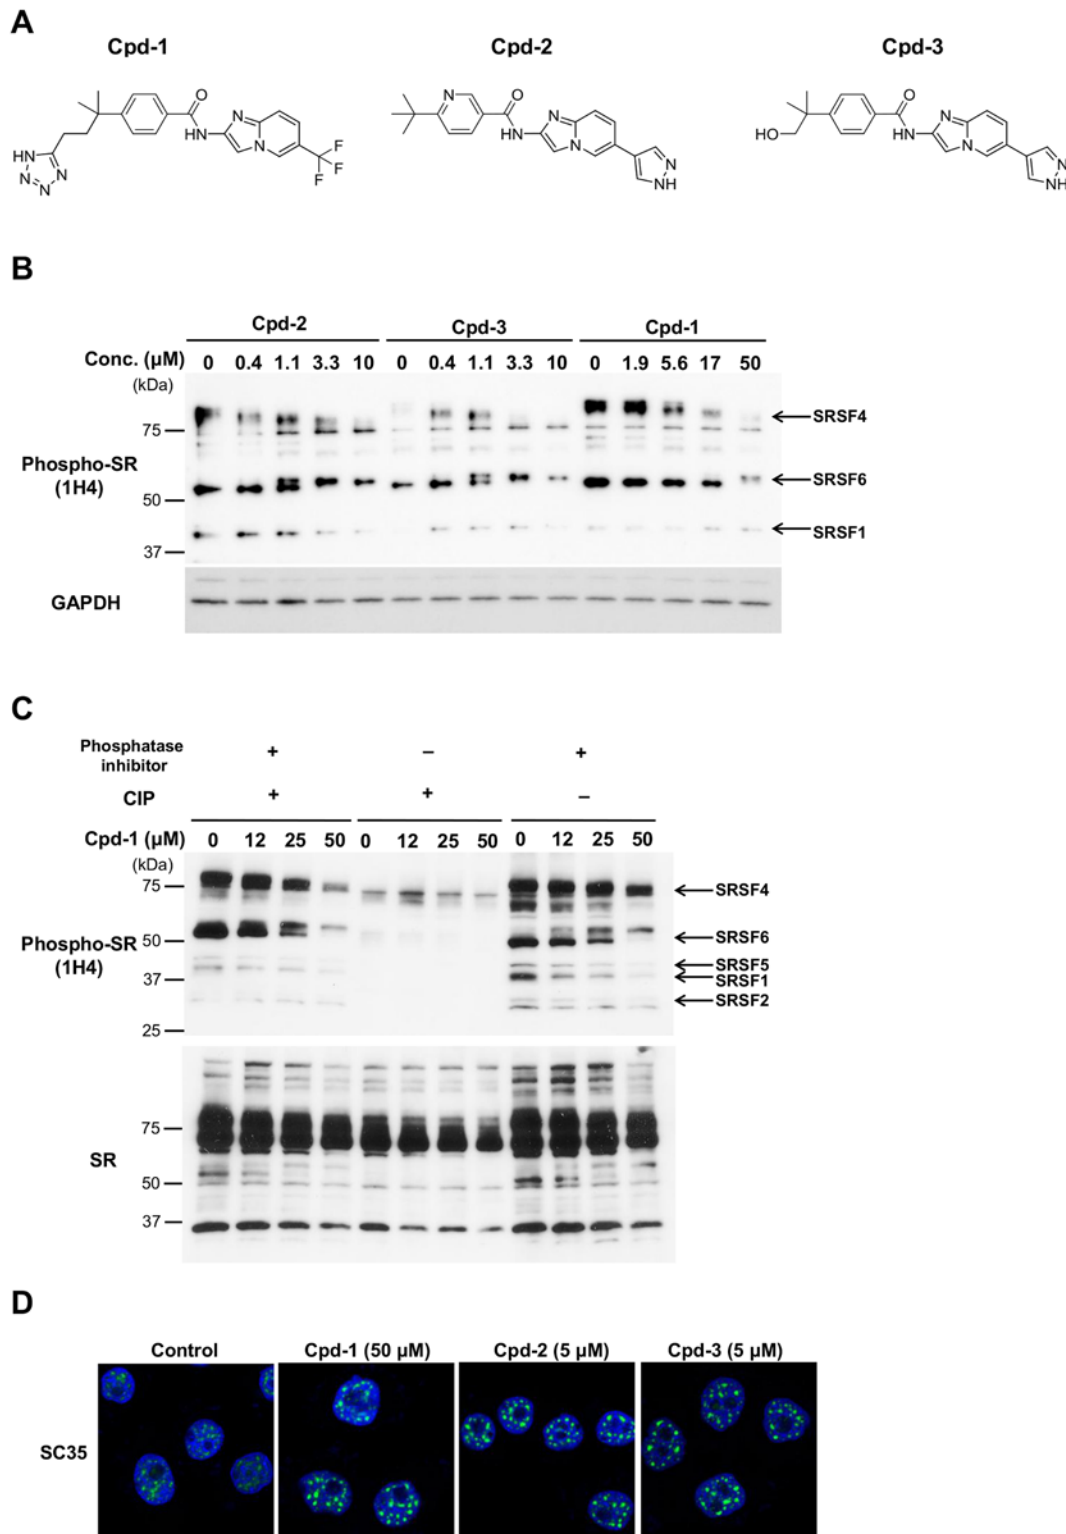 A
Cpd-1 Cpd-2 Cpd-3
O
HN
N
N
N
N
HN
N
F
F
F
N
O
HN
N
N
N
NH
HO
O
HN
N
N
N
NH
B
Cpd-2 Cpd-3 Cpd-1
Conc. (µM) 0 0.4 1.1 3.3 10 0 0.4 1.1 3.3 10 0 1.9 5.6 17 50
(kDa)
SRSF4
75
Phospho-SR
(1H4)
SRSF6
50
SRSF1
37
GAPDH
C
Phosphatase
inhibitor + – +
CIP + + –
Cpd-1 (µM) 0 12 25 50 0 12 25 50 0 12 25 50
(kDa)
75 SRSF4
Phospho-SR
(1H4)
50 SRSF6
SRSF5
37 SRSF1
SRSF2
25
75
SR
50
37
D
Control Cpd-1 (50 µM) Cpd-2 (5 µM) Cpd-3 (5 µM)
SC35